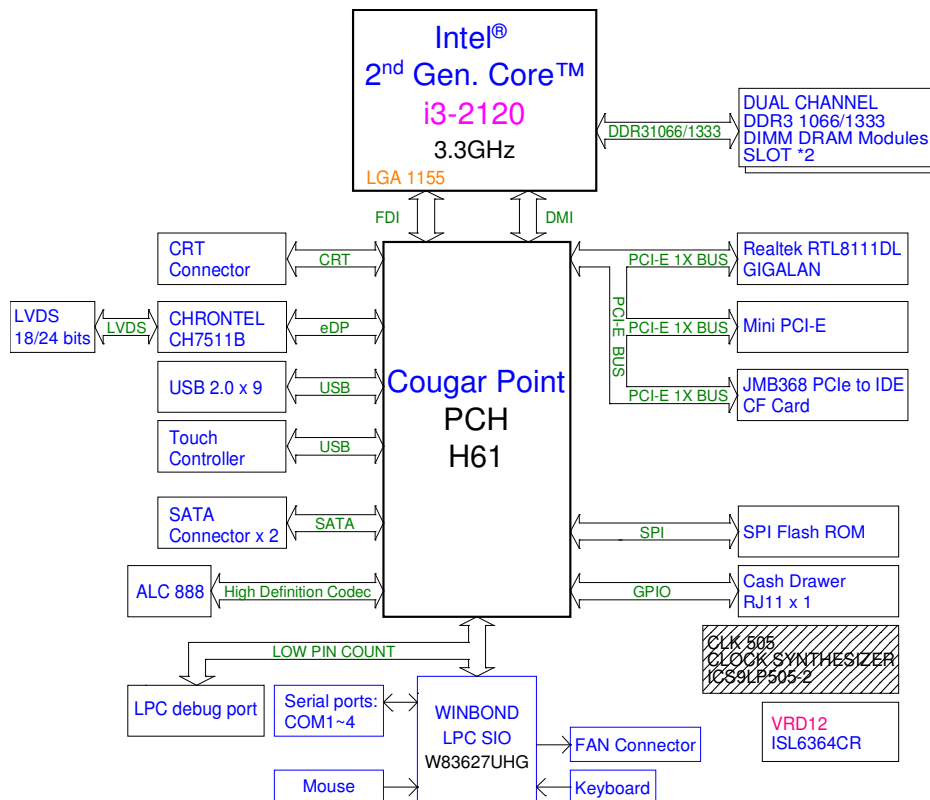 Intel®
2nd Gen. Core™
i3-2120
3.3GHz
LGA 1155
DDR31066/1333
DUAL CHANNEL
DDR3 1066/1333
DIMM DRAM Modules
SLOT *2
FDI
DMI
CRT
Connector
CRT
PCI-E 1X BUS
Realtek RTL8111DL
GIGALAN
LVDS
18/24 bits
LVDS
CHRONTEL
CH7511B
eDP
PCI-E BUS
PCI-E 1X BUS
Mini PCI-E
USB 2.0 x 9
USB
Cougar Point
PCH
H61
PCI-E 1X BUS
JMB368 PCIe to IDE
CF Card
Touch
Controller
USB
SATA
Connector x 2
SATA
SPI
SPI Flash ROM
ALC 888
High Definition Codec
GPIO
Cash Drawer
RJ11 x 1
LOW PIN COUNT
CLK 505
CLOCK SYNTHESIZER
ICS9LP505-2
LPC debug port
Serial ports:
COM1~4
WINBOND
LPC SIO
W83627UHG
FAN Connector
VRD12
ISL6364CR
Mouse
Keyboard